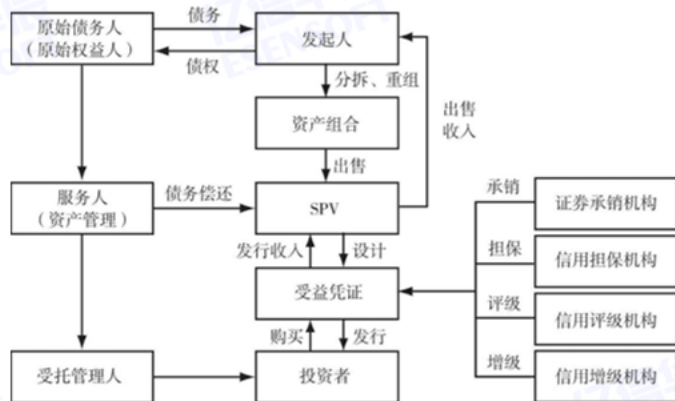 原始债务人
（原始权益人）
债务
债权
发起人
分拆、重组
资产组合
出售
收入
出售
服务人
（资产管理）
债务偿还
SPV
承销
证券承销机构
发行收入
设计
担保
信用担保机构
受益凭证
评级
信用评级机构
购买
发行
增级
信用增级机构
受托管理人
投资者